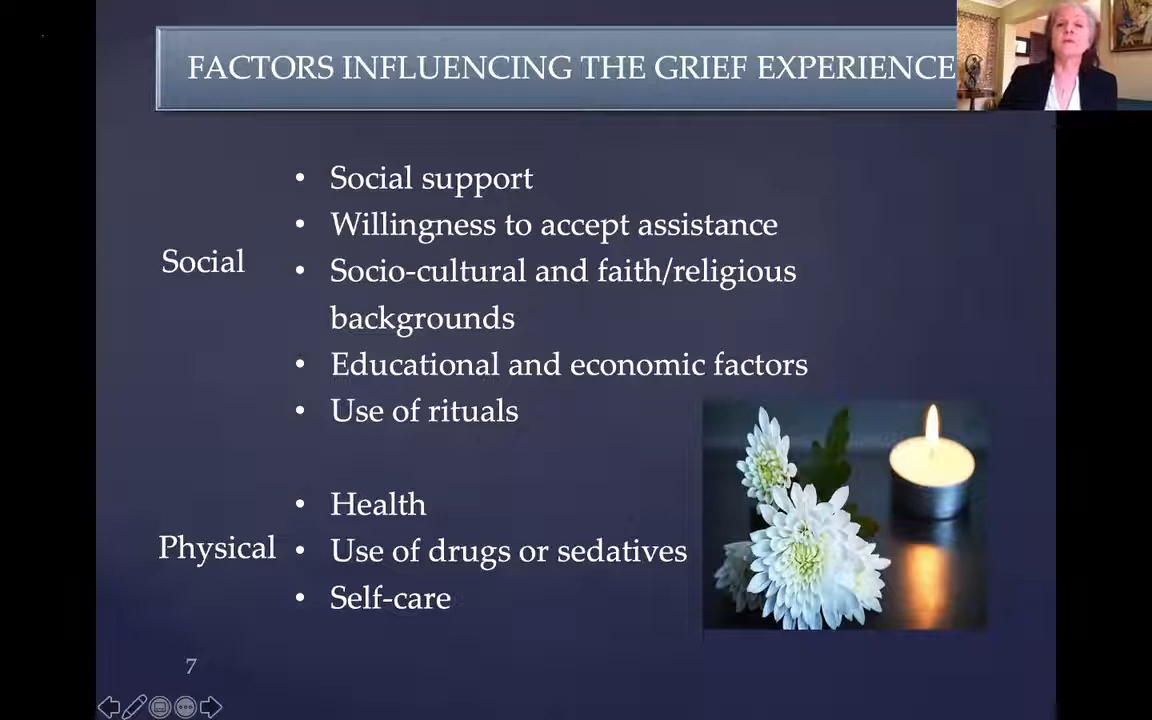 FACTORS INFLUENCING THE GRIEF EXPERIENCE
Social
• Social support
• Willingness to accept assistance
• Socio-cultural and faith/religious
backgrounds
• Educational and economic factors
• Use of rituals
Physical
• Health
• Use of drugs or sedatives
• Self-care
7